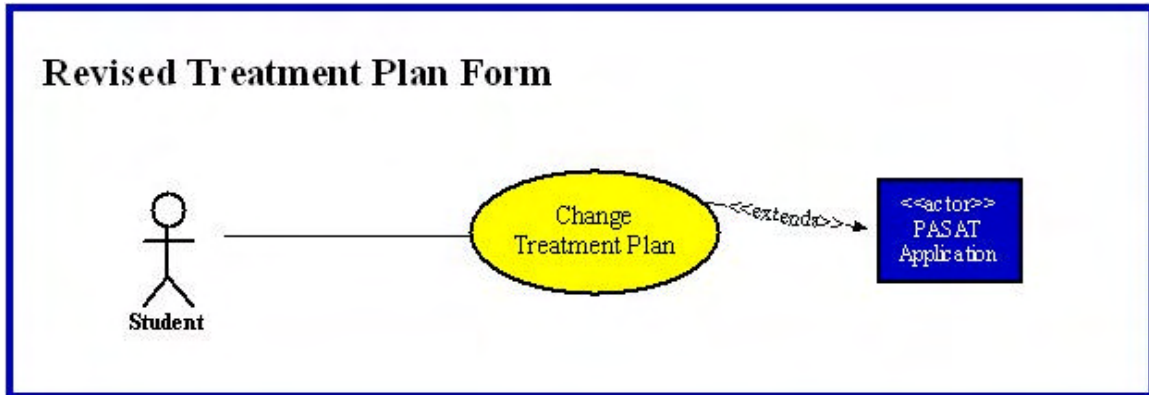 Revised Treatment Plan Form
Change
Treatment Plan
<<extends>>
<<actor>>
PASAT
Application
Student